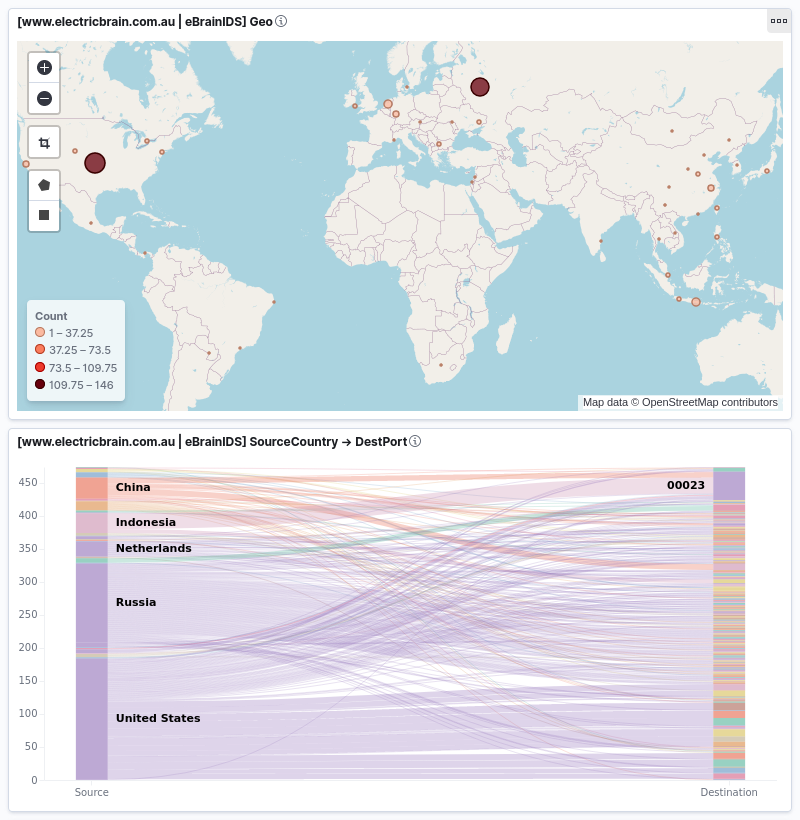 [www.electricbrain.com.au | eBrainIDS] Geo
Count
1 – 37.25
37.25 – 73.5
73.5 – 109.75
109.75 – 146
Map data © OpenStreetMap contributors
[www.electricbrain.com.au | eBrainIDS] SourceCountry → DestPort
450
400
350
300
250
200
150
100
50
0
China
Indonesia
Netherlands
Russia
United States
00023
Source
Destination